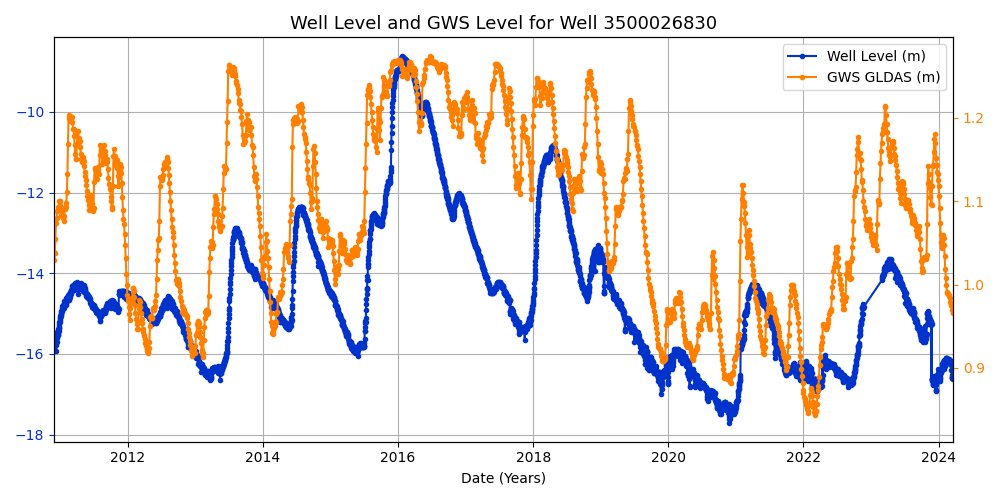 Well Level and GWS Level for Well 3500026830
Well Level (m)
GWS GLDAS (m)
−10
−12
−14
−16
−18
1.2
1.1
1.0
0.9
2012 2014 2016 2018 2020 2022 2024
Date (Years)